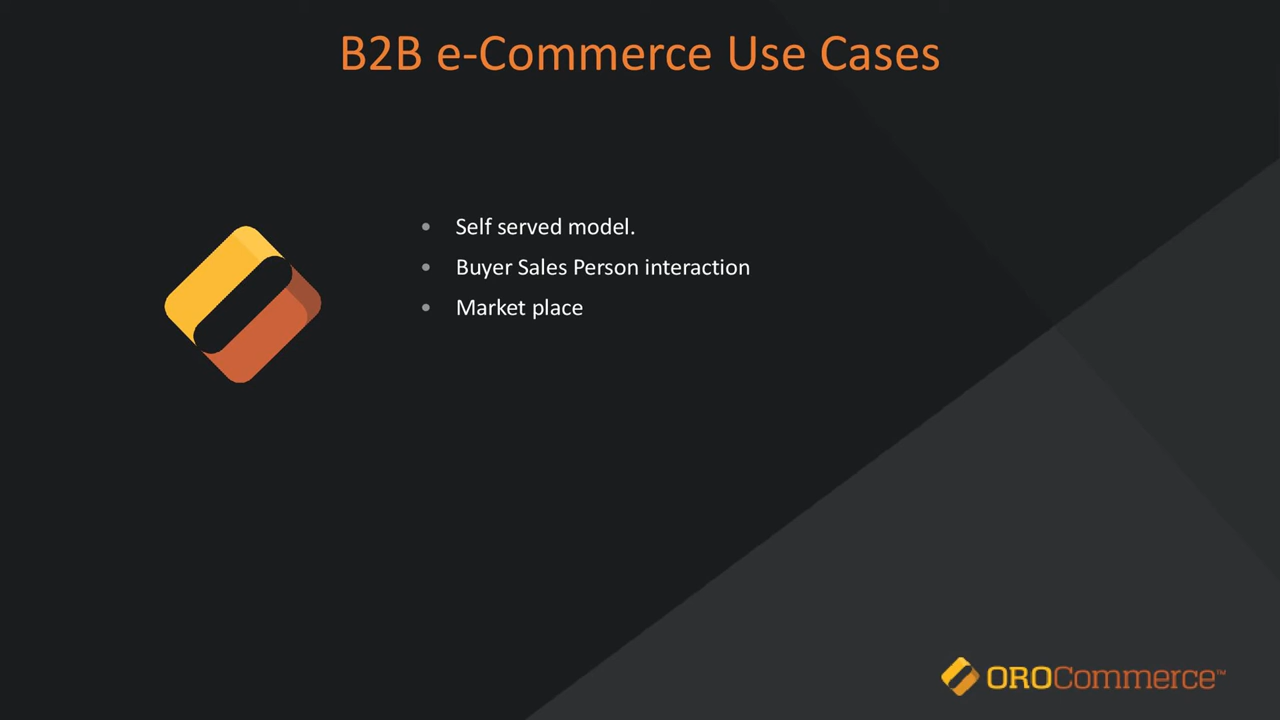 B2B e-Commerce Use Cases
• Self served model.
• Buyer Sales Person interaction
• Market place
OROCommerce™